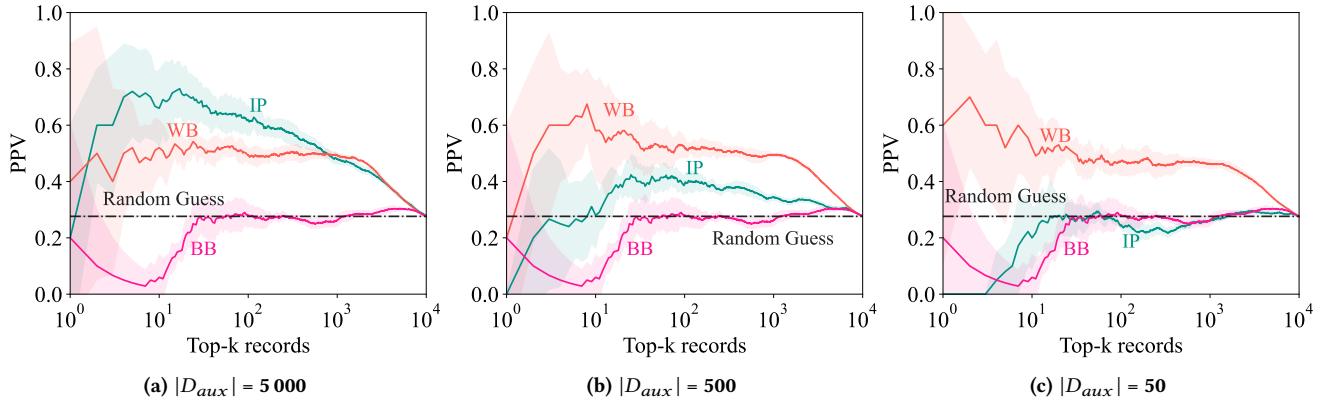 PPV
1.0
0.8
0.6
0.4
0.2
0.0
IP
WB
Random Guess
BB
10^0
10^1
10^2
10^3
10^4
Top-k records
(a) |D_aux| = 5 000
PPV
1.0
0.8
0.6
0.4
0.2
0.0
WB
IP
Random Guess
BB
10^0
10^1
10^2
10^3
10^4
Top-k records
(b) |D_aux| = 500
PPV
1.0
0.8
0.6
0.4
0.2
0.0
WB
Random Guess
IP
BB
10^0
10^1
10^2
10^3
10^4
Top-k records
(c) |D_aux| = 50